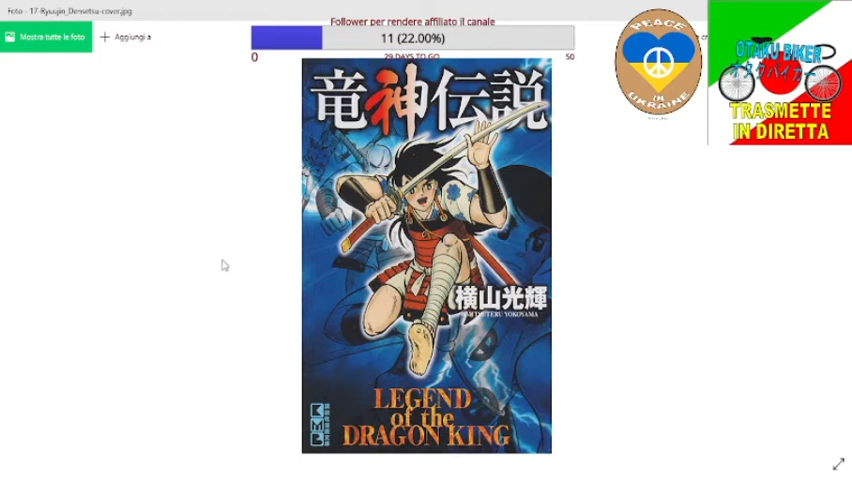 Foto - 17-Ryuujin_Densetsu-cover.jpg
Mostra tutte le foto
Aggiungi a
Follower per rendere affiliato il canale
11 (22.00%)
0
29 DAYS TO GO
50
PEACE
IN
UKRAINE
OTAKU BIKER
オタクバイカー
TRASMETTE
IN DIRETTA
竜神伝説
横山光輝
MITSUTERU YOKOYAMA
LEGEND
of the
DRAGON KING
KMC